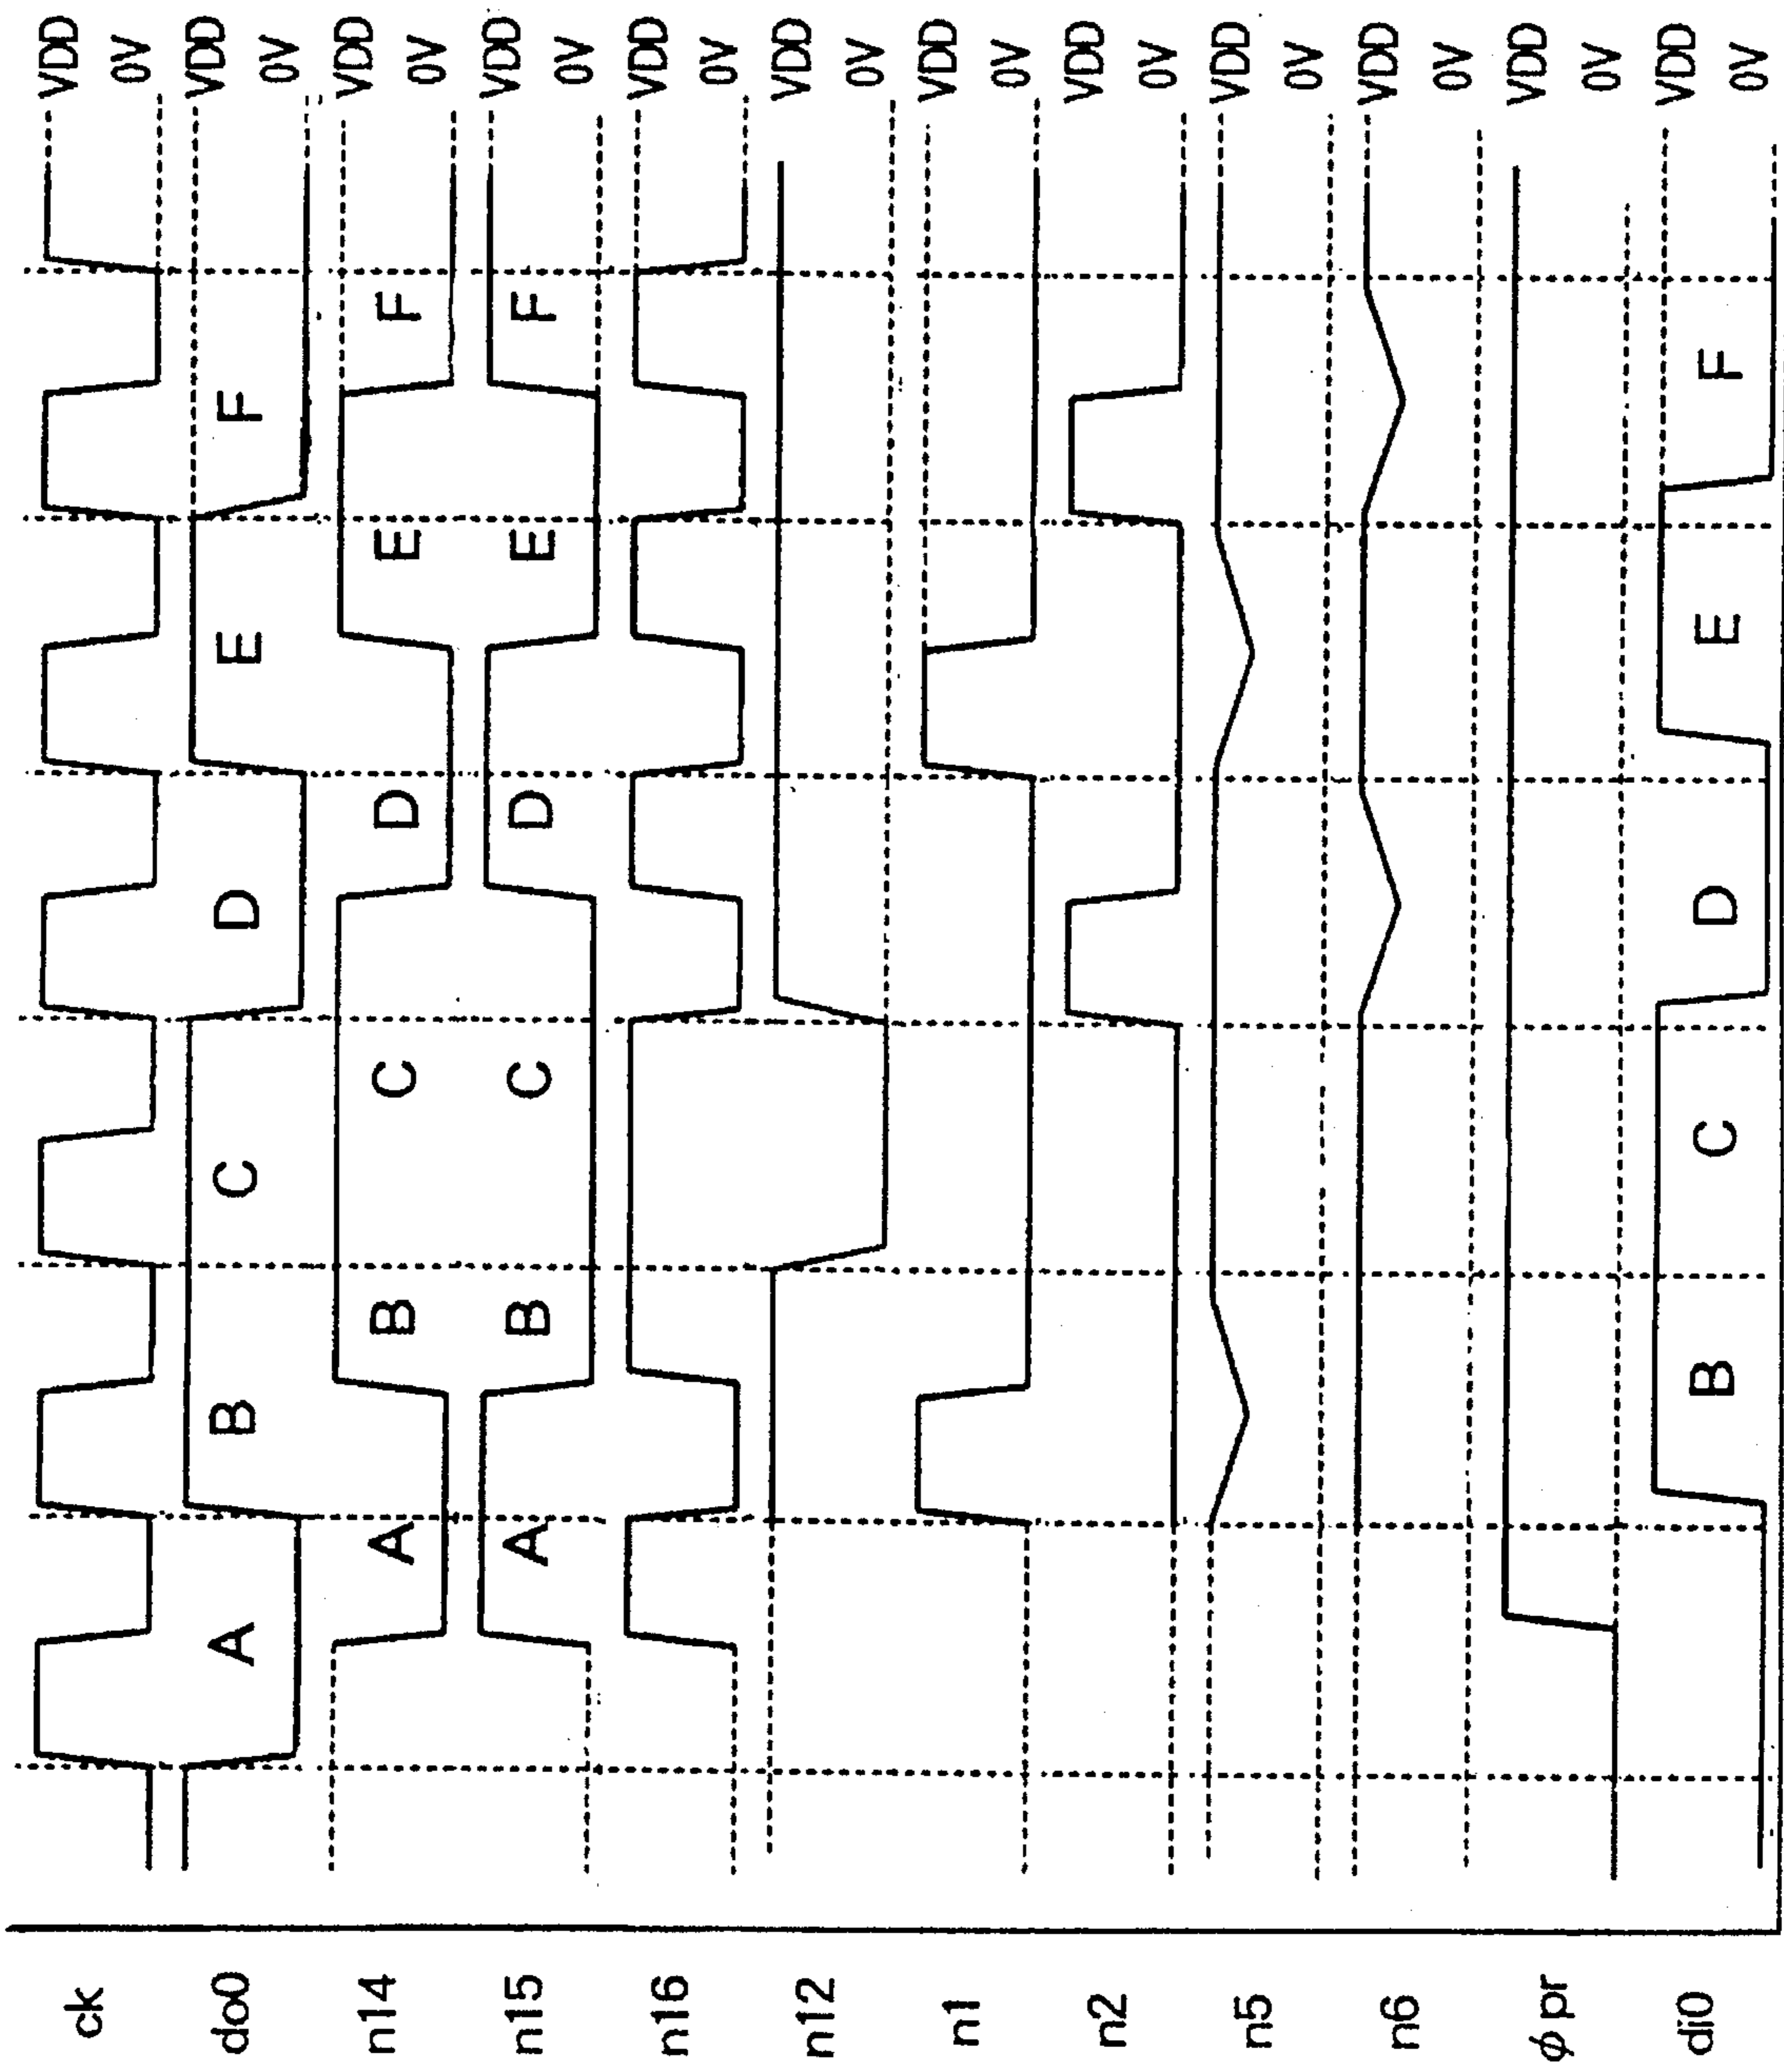 ck VDD
0V
do0 A B C D E F VDD
0V
n14 A B C D E F VDD
0V
n15 A B C D E F VDD
0V
n16 VDD
0V
n12 VDD
0V
n1 VDD
0V
n2 VDD
0V
n5 VDD
0V
n6 VDD
0V
ϕpr VDD
0V
di0 B C D E F VDD
0V